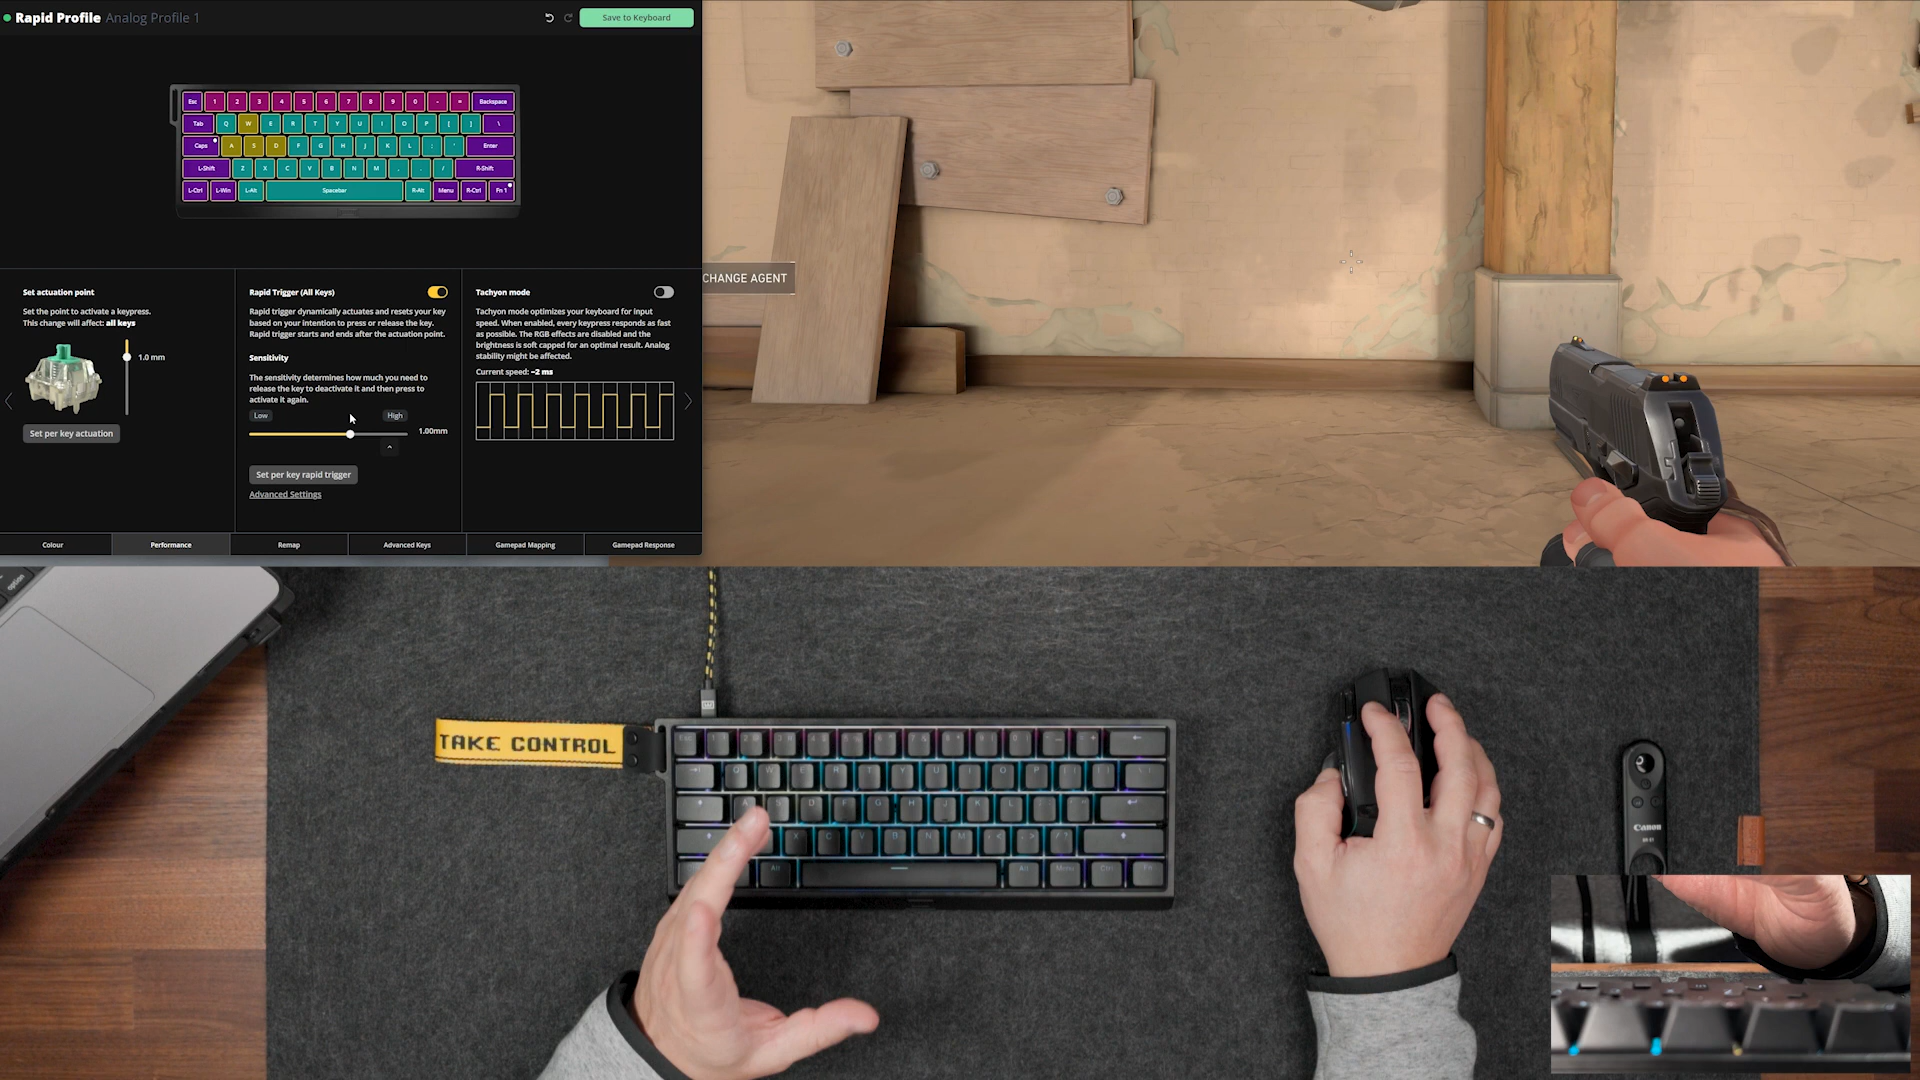 Rapid Profile Analog Profile 1
Save to Keyboard
Esc 1 2 3 4 5 6 7 8 9 0 - = Backspace
Tab Q W E R T Y U I O P [ ] \
Caps A S D F G H J K L ; ' Enter
L-Shift Z X C V B N M , . / R-Shift
L-Ctrl L-Win L-Alt Spacebar R-Alt Menu R-Ctrl Fn 1
Set actuation point
Set the point to activate a keypress.
This change will affect: all keys
1.0 mm
Set per key actuation
Rapid Trigger (All Keys)
Rapid trigger dynamically actuates and resets your key
based on your intention to press or release the key.
Rapid trigger starts and ends after the actuation point.
Sensitivity
The sensitivity determines how much you need to
release the key to deactivate it and then press to
activate it again.
Low High
1.00mm
Set per key rapid trigger
Advanced Settings
Tachyon mode
Tachyon mode optimizes your keyboard for input
speed. When enabled, every keypress responds as fast
as possible. The RGB effects are disabled and the
brightness is soft capped for an optimal result. Analog
stability might be affected.
Current speed: ~2 ms
Colour Performance Remap Advanced Keys Gamepad Mapping Gamepad Response
CHANGE AGENT
option
TAKE CONTROL
Q W E R T Y U I O P
A S D F G H J K L
X C V B N M
Alt Alt Menu Ctrl Fn
Canon